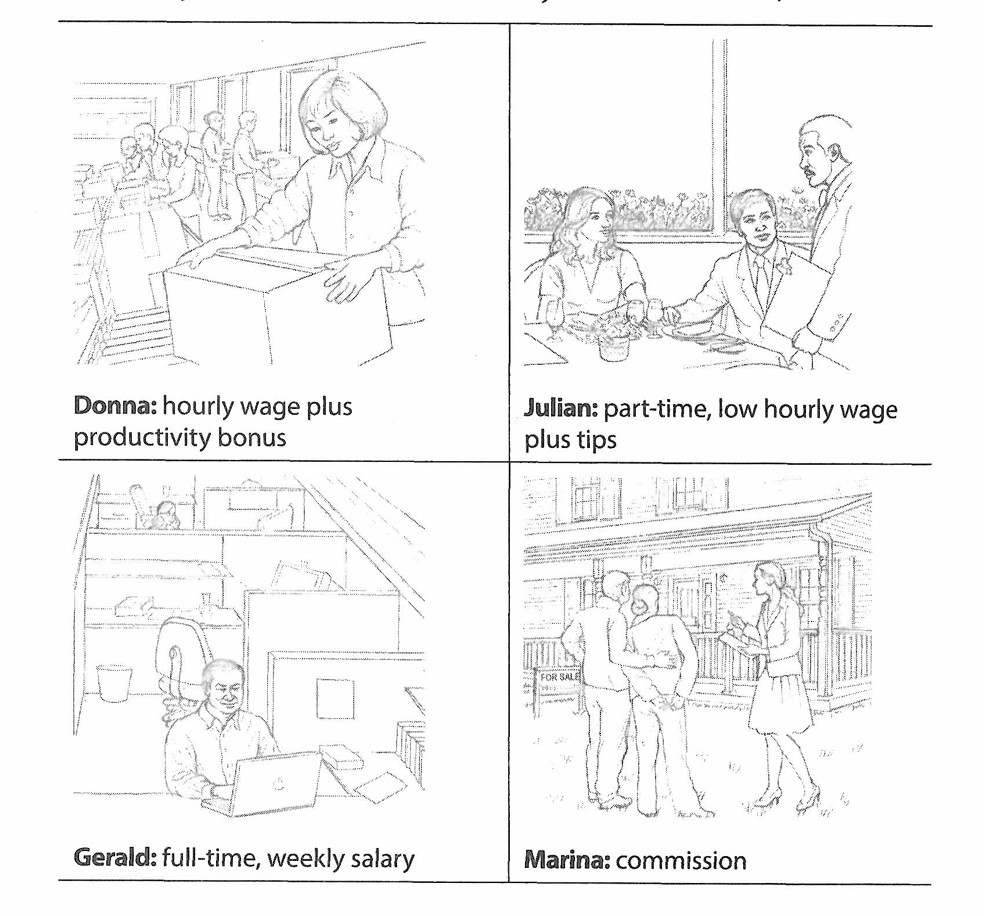 Donna: hourly wage plus
productivity bonus
Julian: part-time, low hourly wage
plus tips
FOR SALE
Gerald: full-time, weekly salary
Marina: commission